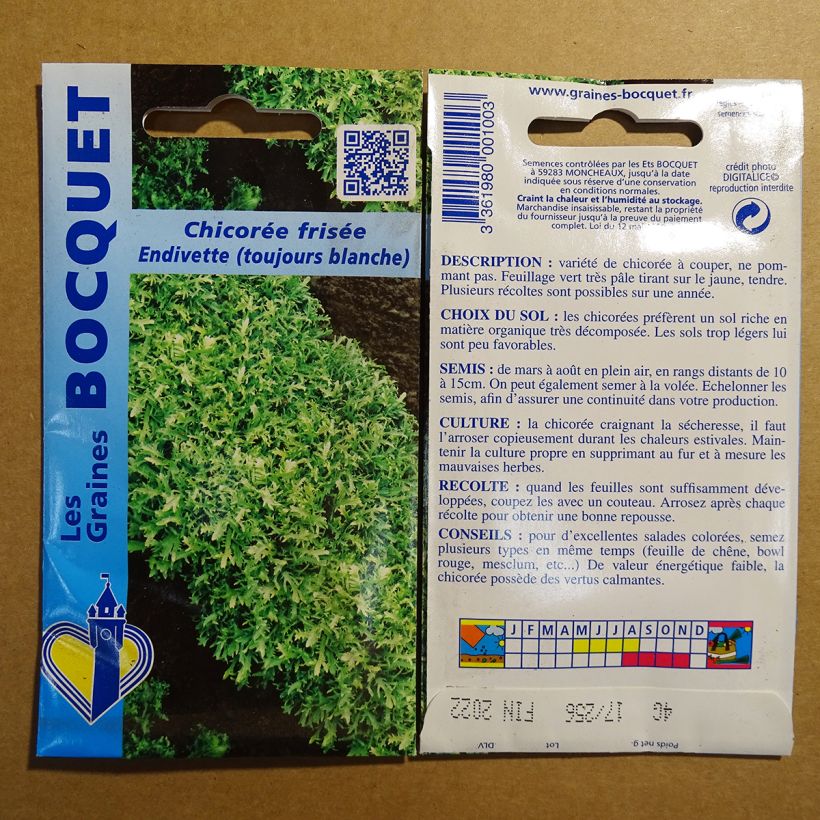 Les
Graines
BOCQUET
Chicorée frisée
Endivette (toujours blanche)
www.graines-bocquet.fr
3 361980 001003
Semences contrôlées par les Ets BOCQUET
à 59283 MONCHEAUX, jusqu'à la date
indiquée sous réserve d'une conservation
en conditions normales.
Craint la chaleur et l'humidité au stockage.
Marchandise insaisissable, restant la propriété
du fournisseur jusqu'à la preuve du paiement
complet. Loi du 12 mai
crédit photo
DIGITALICE©
reproduction interdite
DESCRIPTION : variété de chicorée à couper, ne pom-
mant pas. Feuillage vert très pâle tirant sur le jaune, tendre.
Plusieurs récoltes sont possibles sur une année.
CHOIX DU SOL : les chicorées préfèrent un sol riche en
matière organique très décomposée. Les sols trop légers lui
sont peu favorables.
SEMIS : de mars à août en plein air, en rangs distants de 10
à 15cm. On peut également semer à la volée. Echelonner les
semis, afin d'assurer une continuité dans votre production.
CULTURE : la chicorée craignant la sécheresse, il faut
l'arroser copieusement durant les chaleurs estivales. Main-
tenir la culture propre en supprimant au fur et à mesure les
mauvaises herbes.
RECOLTE : quand les feuilles sont suffisamment déve-
loppées, coupez les avec un couteau. Arrosez après chaque
récolte pour obtenir une bonne repousse.
CONSEILS : pour d'excellentes salades colorées, semez
plusieurs types en même temps (feuille de chêne, bowl
rouge, mesclum, etc...) De valeur énergétique faible, la
chicorée possède des vertus calmantes.
J F M A M J J A S O N D
4G 17/256 FIN 2022
Poids net g. Lot DLV